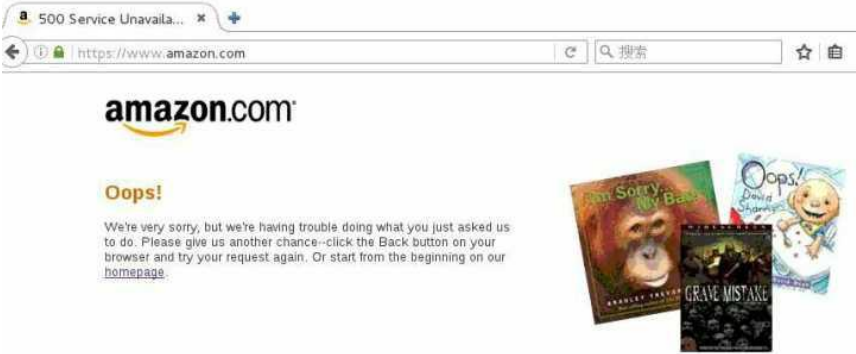 500 Service Unavaila...
https://www.amazon.com
搜索
amazon.com
Oops!
We're very sorry, but we're having trouble doing what you just asked us
to do. Please give us another chance--click the Back button on your
browser and try your request again. Or start from the beginning on our
homepage.
I'm Sorry...
My Bad!
BRADLEY TREVOR
Oops!
David
Shannon
WIDESCREEN
GRAVE MISTAKE